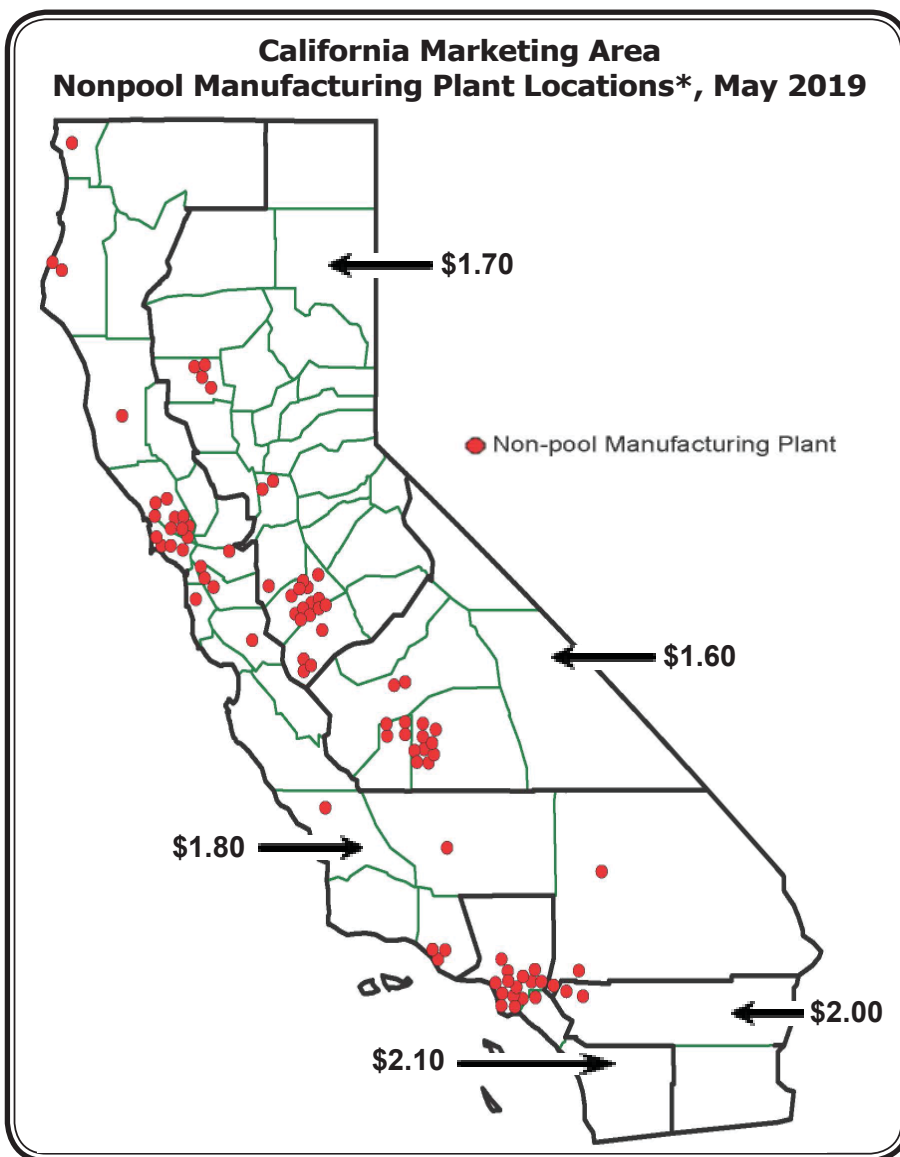 California Marketing Area
Nonpool Manufacturing Plant Locations*, May 2019
$1.70
Non-pool Manufacturing Plant
$1.60
$1.80
$2.00
$2.10